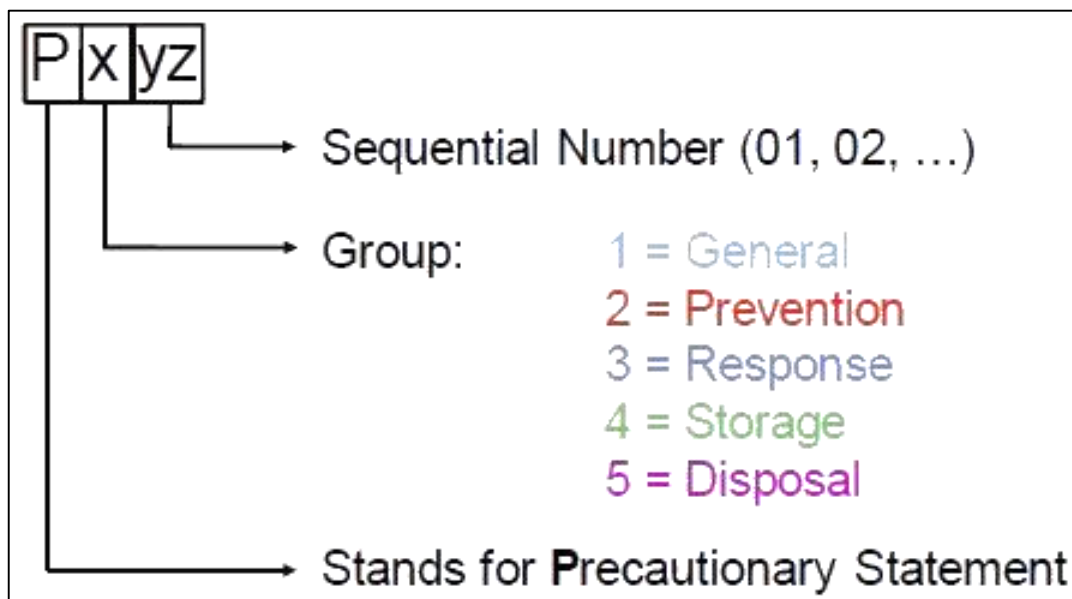 P x yz
Sequential Number (01, 02, ...)
Group: 1 = General
2 = Prevention
3 = Response
4 = Storage
5 = Disposal
Stands for Precautionary Statement